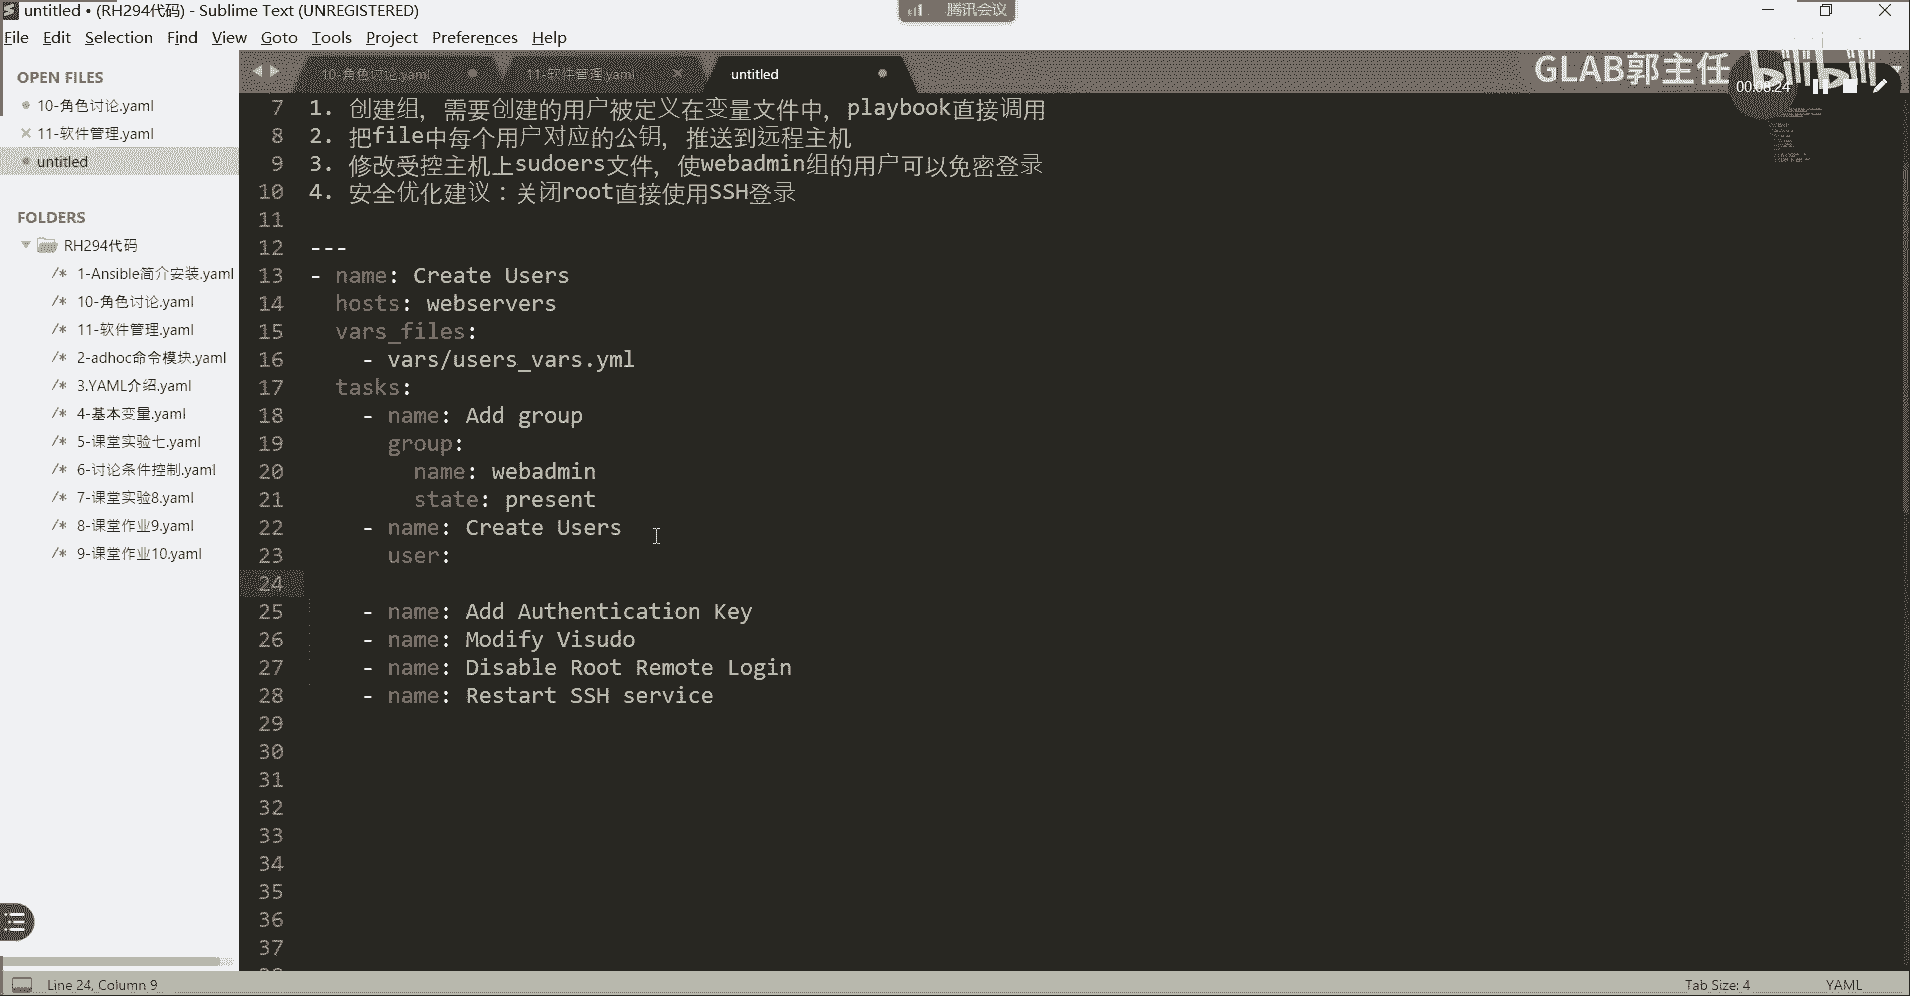 untitled • (RH294代码) - Sublime Text (UNREGISTERED)
腾讯会议
File Edit Selection Find View Goto Tools Project Preferences Help
OPEN FILES
10-角色讨论.yaml
11-软件管理.yaml
untitled
FOLDERS
RH294代码
/* 1-Ansible简介安装.yaml
/* 10-角色讨论.yaml
/* 11-软件管理.yaml
/* 2-adhoc命令模块.yaml
/* 3.YAML介绍.yaml
/* 4-基本变量.yaml
/* 5-课堂实验七.yaml
/* 6-讨论条件控制.yaml
/* 7-课堂实验8.yaml
/* 8-课堂作业9.yaml
/* 9-课堂作业10.yaml
10-角色讨论.yaml 11-软件管理.yaml untitled
GLAB郭主任 bilibili
00:08:24
7 1. 创建组，需要创建的用户被定义在变量文件中，playbook直接调用
8 2. 把file中每个用户对应的公钥，推送到远程主机
9 3. 修改受控主机上sudoers文件，使webadmin组的用户可以免密登录
10 4. 安全优化建议：关闭root直接使用SSH登录
11
12 ---
13 - name: Create Users
14 hosts: webservers
15 vars_files:
16 - vars/users_vars.yml
17 tasks:
18 - name: Add group
19 group:
20 name: webadmin
21 state: present
22 - name: Create Users
23 user:
24
25 - name: Add Authentication Key
26 - name: Modify Visudo
27 - name: Disable Root Remote Login
28 - name: Restart SSH service
29
30
31
32
33
34
35
36
37
Line 24, Column 9
Tab Size: 4
YAML